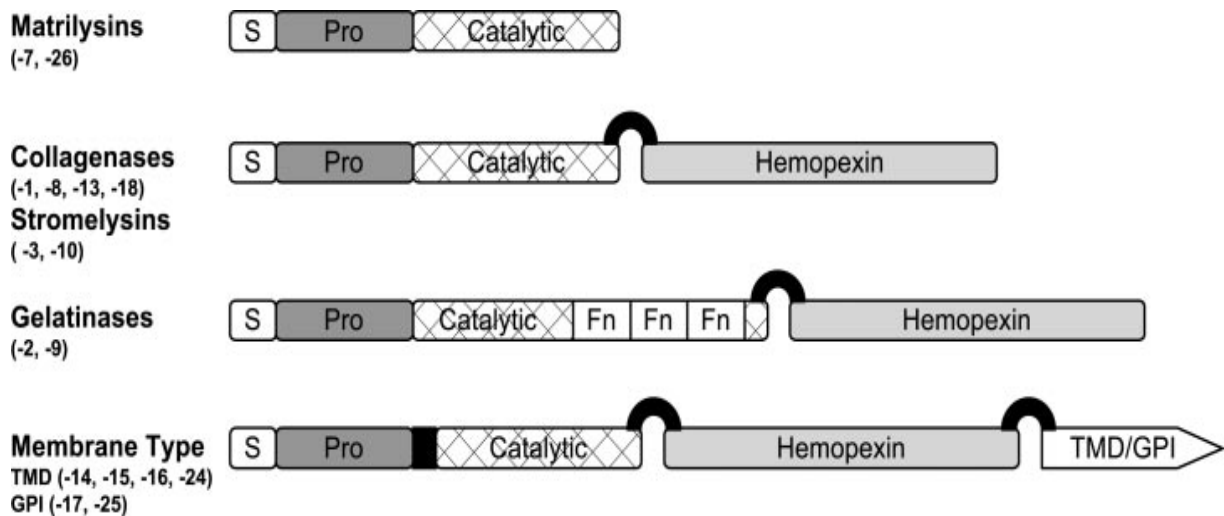 Matrilysins
(-7, -26)
S Pro Catalytic
Collagenases
(-1, -8, -13, -18)
S Pro Catalytic Hemopexin
Stromelysins
( -3, -10)
Gelatinases
(-2, -9)
S Pro Catalytic Fn Fn Fn Hemopexin
Membrane Type
TMD (-14, -15, -16, -24)
GPI (-17, -25)
S Pro Catalytic Hemopexin TMD/GPI